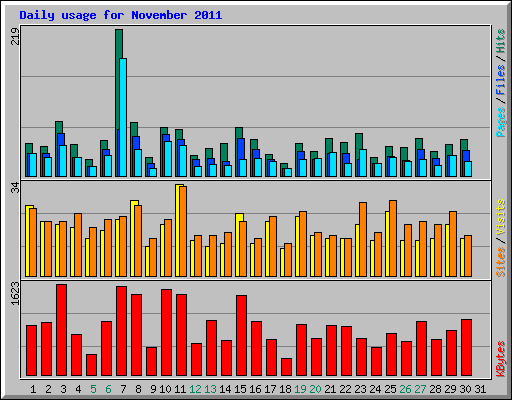 Daily usage for November 2011
219
Pages / Files / Hits
34
Sites / Visits
1623
KBytes
1 2 3 4 5 6 7 8 9 10 11 12 13 14 15 16 17 18 19 20 21 22 23 24 25 26 27 28 29 30 31